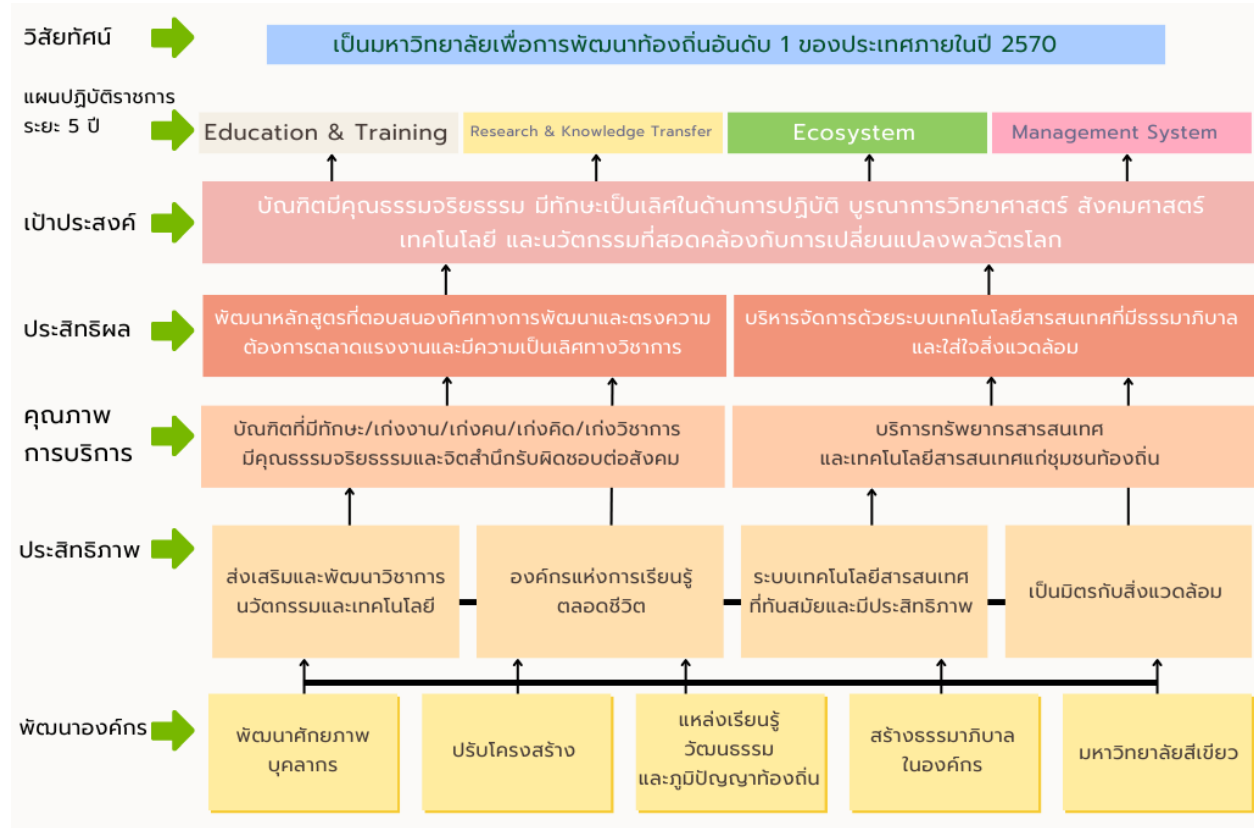 วิสัยทัศน์
เป็นมหาวิทยาลัยเพื่อการพัฒนาท้องถิ่นอันดับ 1 ของประเทศภายในปี 2570
แผนปฏิบัติราชการ
ระยะ 5 ปี
Education & Training
Research & Knowledge Transfer
Ecosystem
Management System
เป้าประสงค์
บัณฑิตมีคุณธรรมจริยธรรม มีทักษะเป็นเลิศในด้านการปฏิบัติ บูรณาการวิทยาศาสตร์ สังคมศาสตร์
เทคโนโลยี และนวัตกรรมที่สอดคล้องกับการเปลี่ยนแปลงพลวัตรโลก
ประสิทธิผล
พัฒนาหลักสูตรที่ตอบสนองทิศทางการพัฒนาและตรงความ
ต้องการตลาดแรงงานและมีความเป็นเลิศทางวิชาการ
บริหารจัดการด้วยระบบเทคโนโลยีสารสนเทศที่มีธรรมาภิบาล
และใส่ใจสิ่งแวดล้อม
คุณภาพ
การบริการ
บัณฑิตที่มีทักษะ/เก่งงาน/เก่งคน/เก่งคิด/เก่งวิชาการ
มีคุณธรรมจริยธรรมและจิตสำนึกรับผิดชอบต่อสังคม
บริการทรัพยากรสารสนเทศ
และเทคโนโลยีสารสนเทศแก่ชุมชนท้องถิ่น
ประสิทธิภาพ
ส่งเสริมและพัฒนาวิชาการ
นวัตกรรมและเทคโนโลยี
องค์กรแห่งการเรียนรู้
ตลอดชีวิต
ระบบเทคโนโลยีสารสนเทศ
ที่ทันสมัยและมีประสิทธิภาพ
เป็นมิตรกับสิ่งแวดล้อม
พัฒนาองค์กร
พัฒนาศักยภาพ
บุคลากร
ปรับโครงสร้าง
แหล่งเรียนรู้
วัฒนธรรม
และภูมิปัญญาท้องถิ่น
สร้างธรรมาภิบาล
ในองค์กร
มหาวิทยาลัยสีเขียว